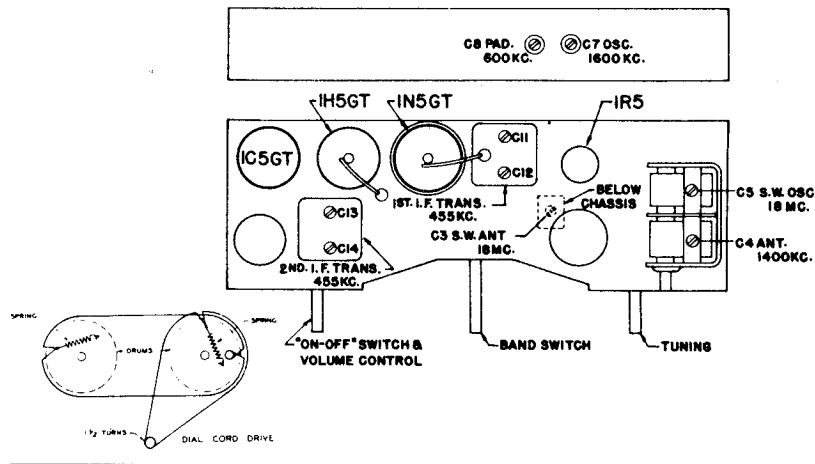 C8 PAD.
600KC.
C7 OSC.
1600KC.
1H5GT
1N5GT
1R5
1C5GT
C11
C12
1ST. I.F. TRANS.
455KC.
BELOW
CHASSIS
C5 S.W. OSC
18 MC.
C13
C14
C3 S.W. ANT
18MC.
C4 ANT.
1400KC.
2ND. I.F. TRANS.
455KC.
SPRING
SPRING
DRUMS
"ON-OFF" SWITCH &
VOLUME CONTROL
BAND SWITCH
TUNING
1½ TURNS
DIAL CORD DRIVE